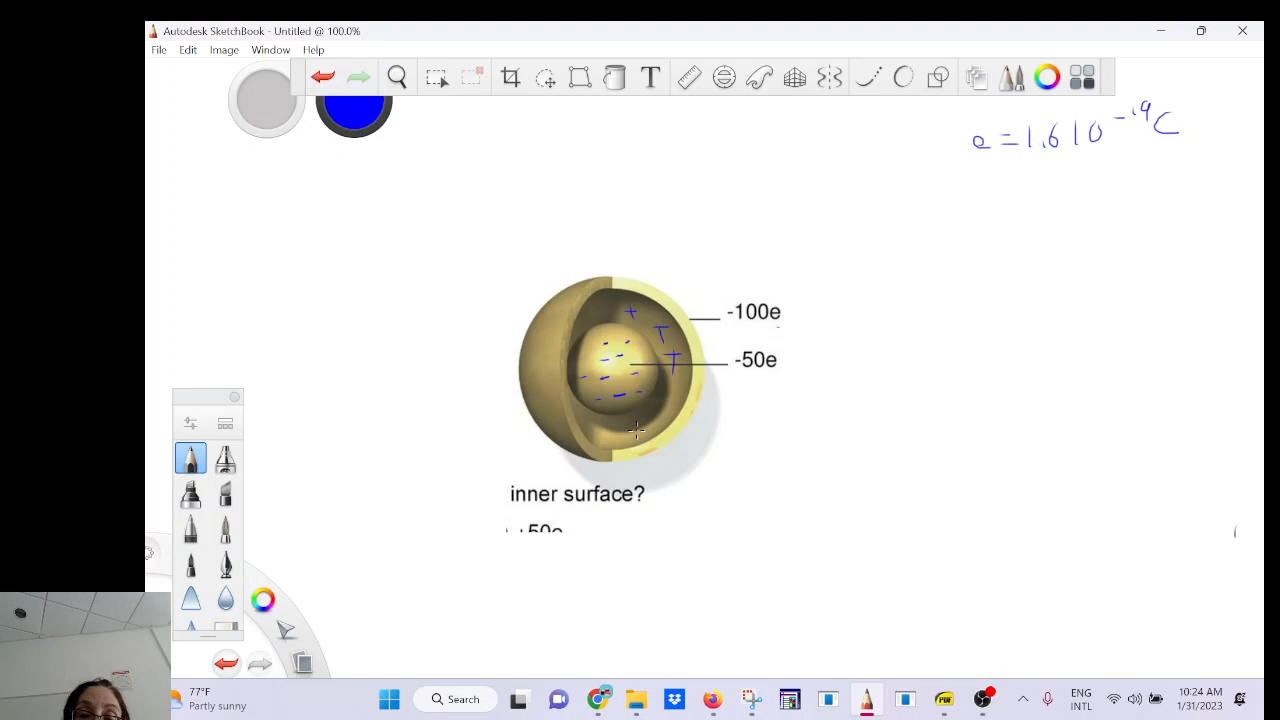 Autodesk SketchBook - Untitled @ 100.0%
File Edit Image Window Help
e = 1.6 10⁻¹⁹ C
-100e
-50e
inner surface?
+50e
77°F
Partly sunny
Search
ENG
INTL
10:24 AM
1/31/2023